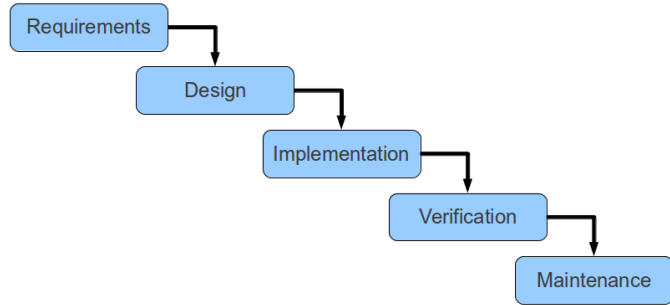 Requirements
Design
Implementation
Verification
Maintenance